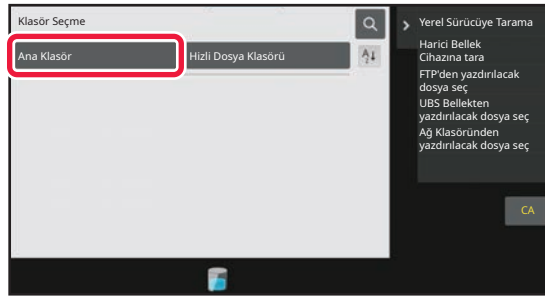 Klasör Seçme
Ana Klasör
Hizli Dosya Klasörü
Yerel Sürücüye Tarama
Harici Bellek
Cihazına tara
FTP'den yazdırılacak
dosya seç
UBS Bellekten
yazdırılacak dosya seç
Ağ Klasöründen
yazdırılacak dosya seç
CA